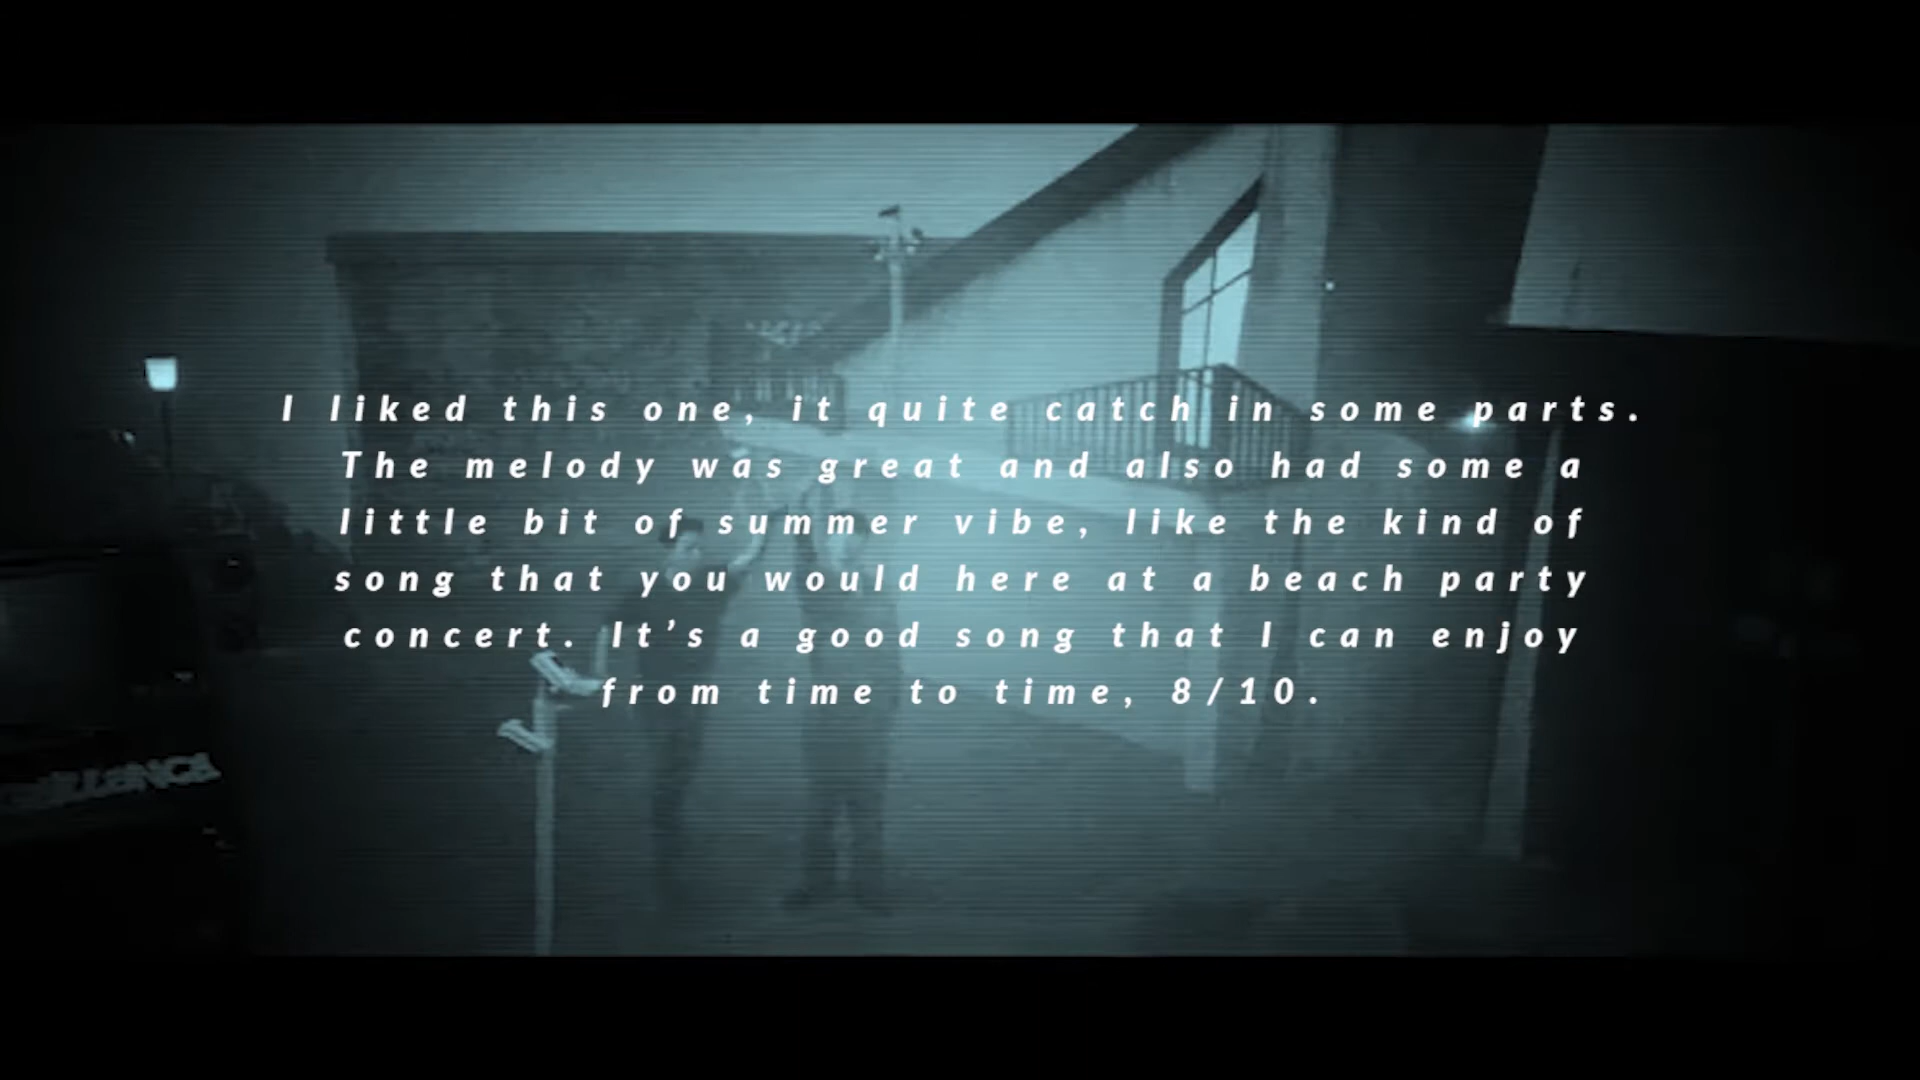 I liked this one, it quite catch in some parts.
The melody was great and also had some a
little bit of summer vibe, like the kind of
song that you would here at a beach party
concert. It’s a good song that I can enjoy
from time to time, 8/10.